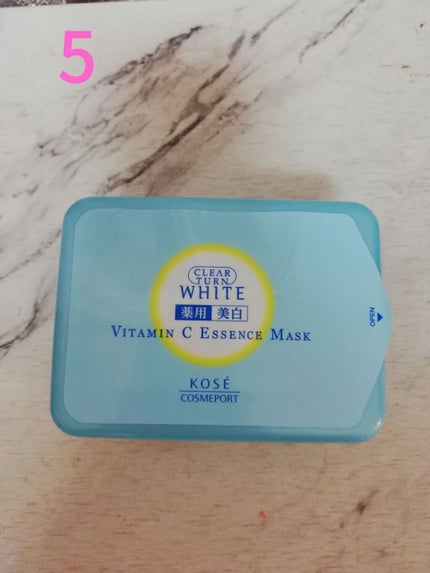 5
CLEAR
TURN
WHITE
薬用 美白
VITAMIN C ESSENCE MASK
OPEN
KOSÉ
COSMEPORT